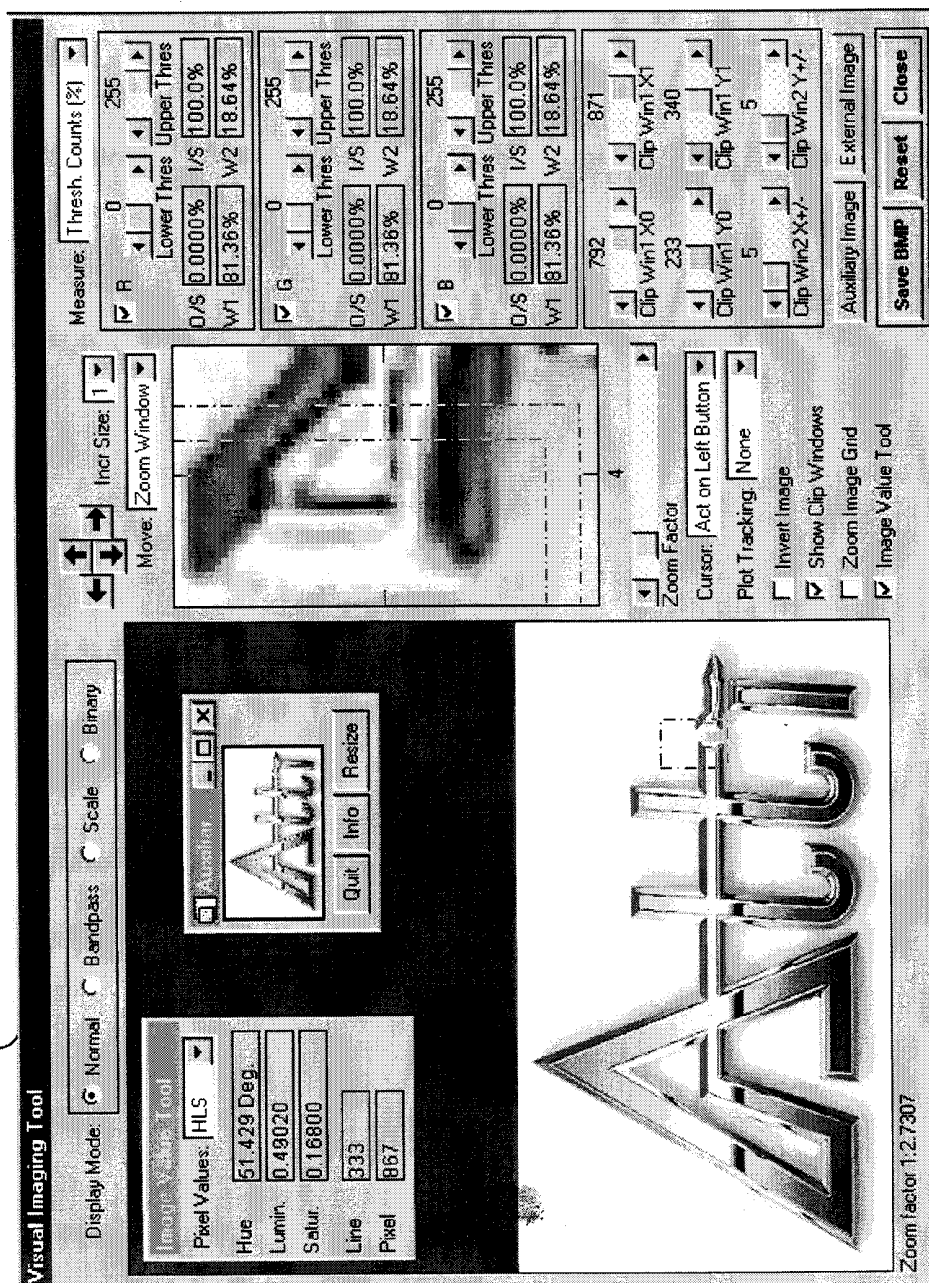 Visual Imaging Tool
Display Mode: Normal Bandpass Scale Binary
Image Value Tool
Pixel Values: HLS
Hue 51.429 Deg.
Lumin. 0.49020
Satur. 0.16800
Line 333
Pixel 867
Auxiliary
Quit Info Resize
Zoom factor 1:2.7307
Incr Size: 1
Move: Zoom Window
4
Zoom Factor
Cursor: Act on Left Button
Plot Tracking: None
Invert Image
Show Clip Windows
Zoom Image Grid
Image Value Tool
Measure: Thresh. Counts (%)
R 0 255
Lower Thres Upper Thres
O/S 0.0000% I/S 100.0%
W1 81.36% W2 18.64%
G 0 255
Lower Thres Upper Thres
O/S 0.0000% I/S 100.0%
W1 81.36% W2 18.64%
B 0 255
Lower Thres Upper Thres
O/S 0.0000% I/S 100.0%
W1 81.36% W2 18.64%
792 871
Clip Win1 X0 Clip Win1 X1
233 340
Clip Win1 Y0 Clip Win1 Y1
5 5
Clip Win2 X+/- Clip Win2 Y+/-
Auxiliary Image External Image
Save BMP Reset Close